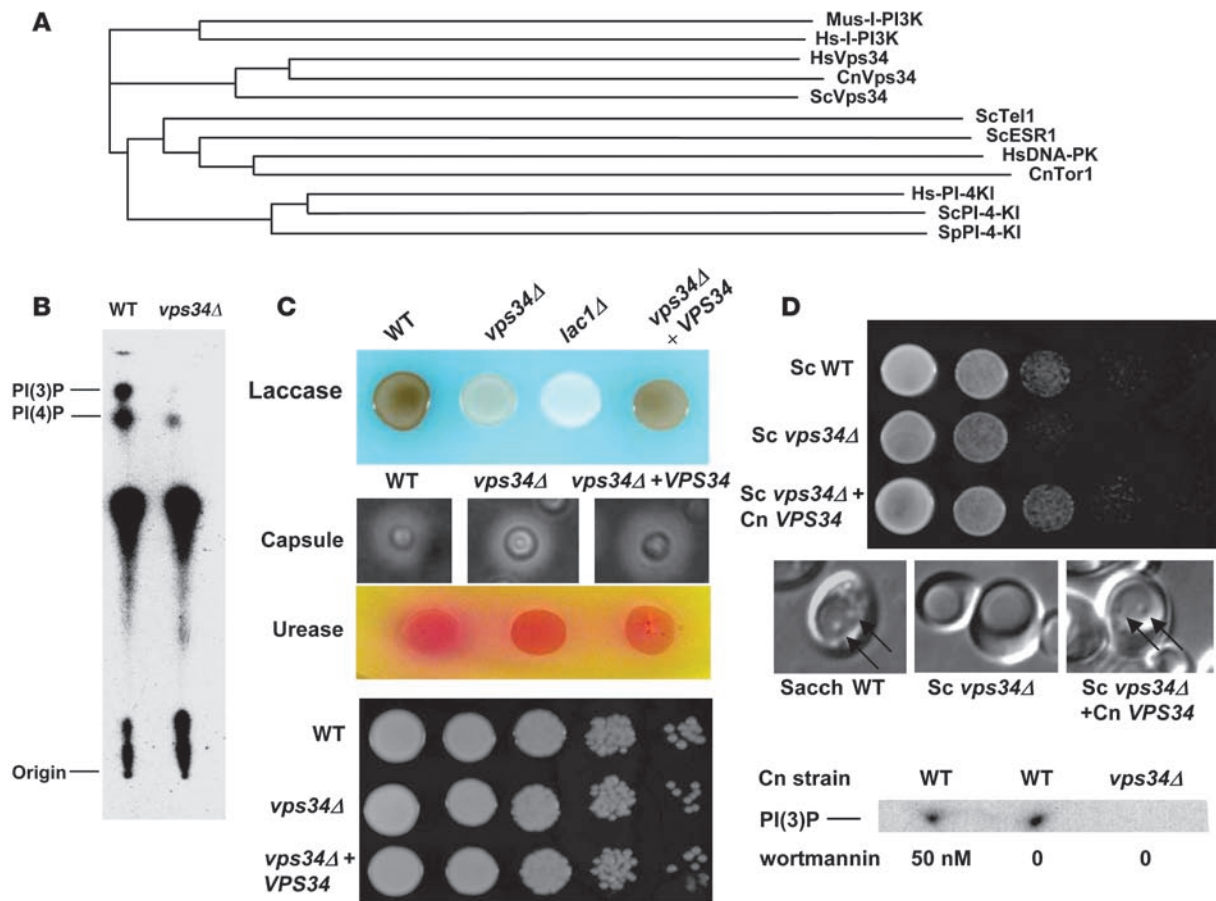 A
Mus-I-PI3K
Hs-I-PI3K
HsVps34
CnVps34
ScVps34
ScTel1
ScESR1
HsDNA-PK
CnTor1
Hs-PI-4KI
ScPI-4-KI
SpPI-4-KI
B
WT vps34Δ
PI(3)P
PI(4)P
Origin
C
WT vps34Δ lac1Δ vps34Δ + VPS34
Laccase
WT vps34Δ vps34Δ +VPS34
Capsule
Urease
WT
vps34Δ
vps34Δ +
VPS34
D
Sc WT
Sc vps34Δ
Sc vps34Δ +
Cn VPS34
Sacch WT Sc vps34Δ Sc vps34Δ
+Cn VPS34
Cn strain WT WT vps34Δ
PI(3)P
wortmannin 50 nM 0 0